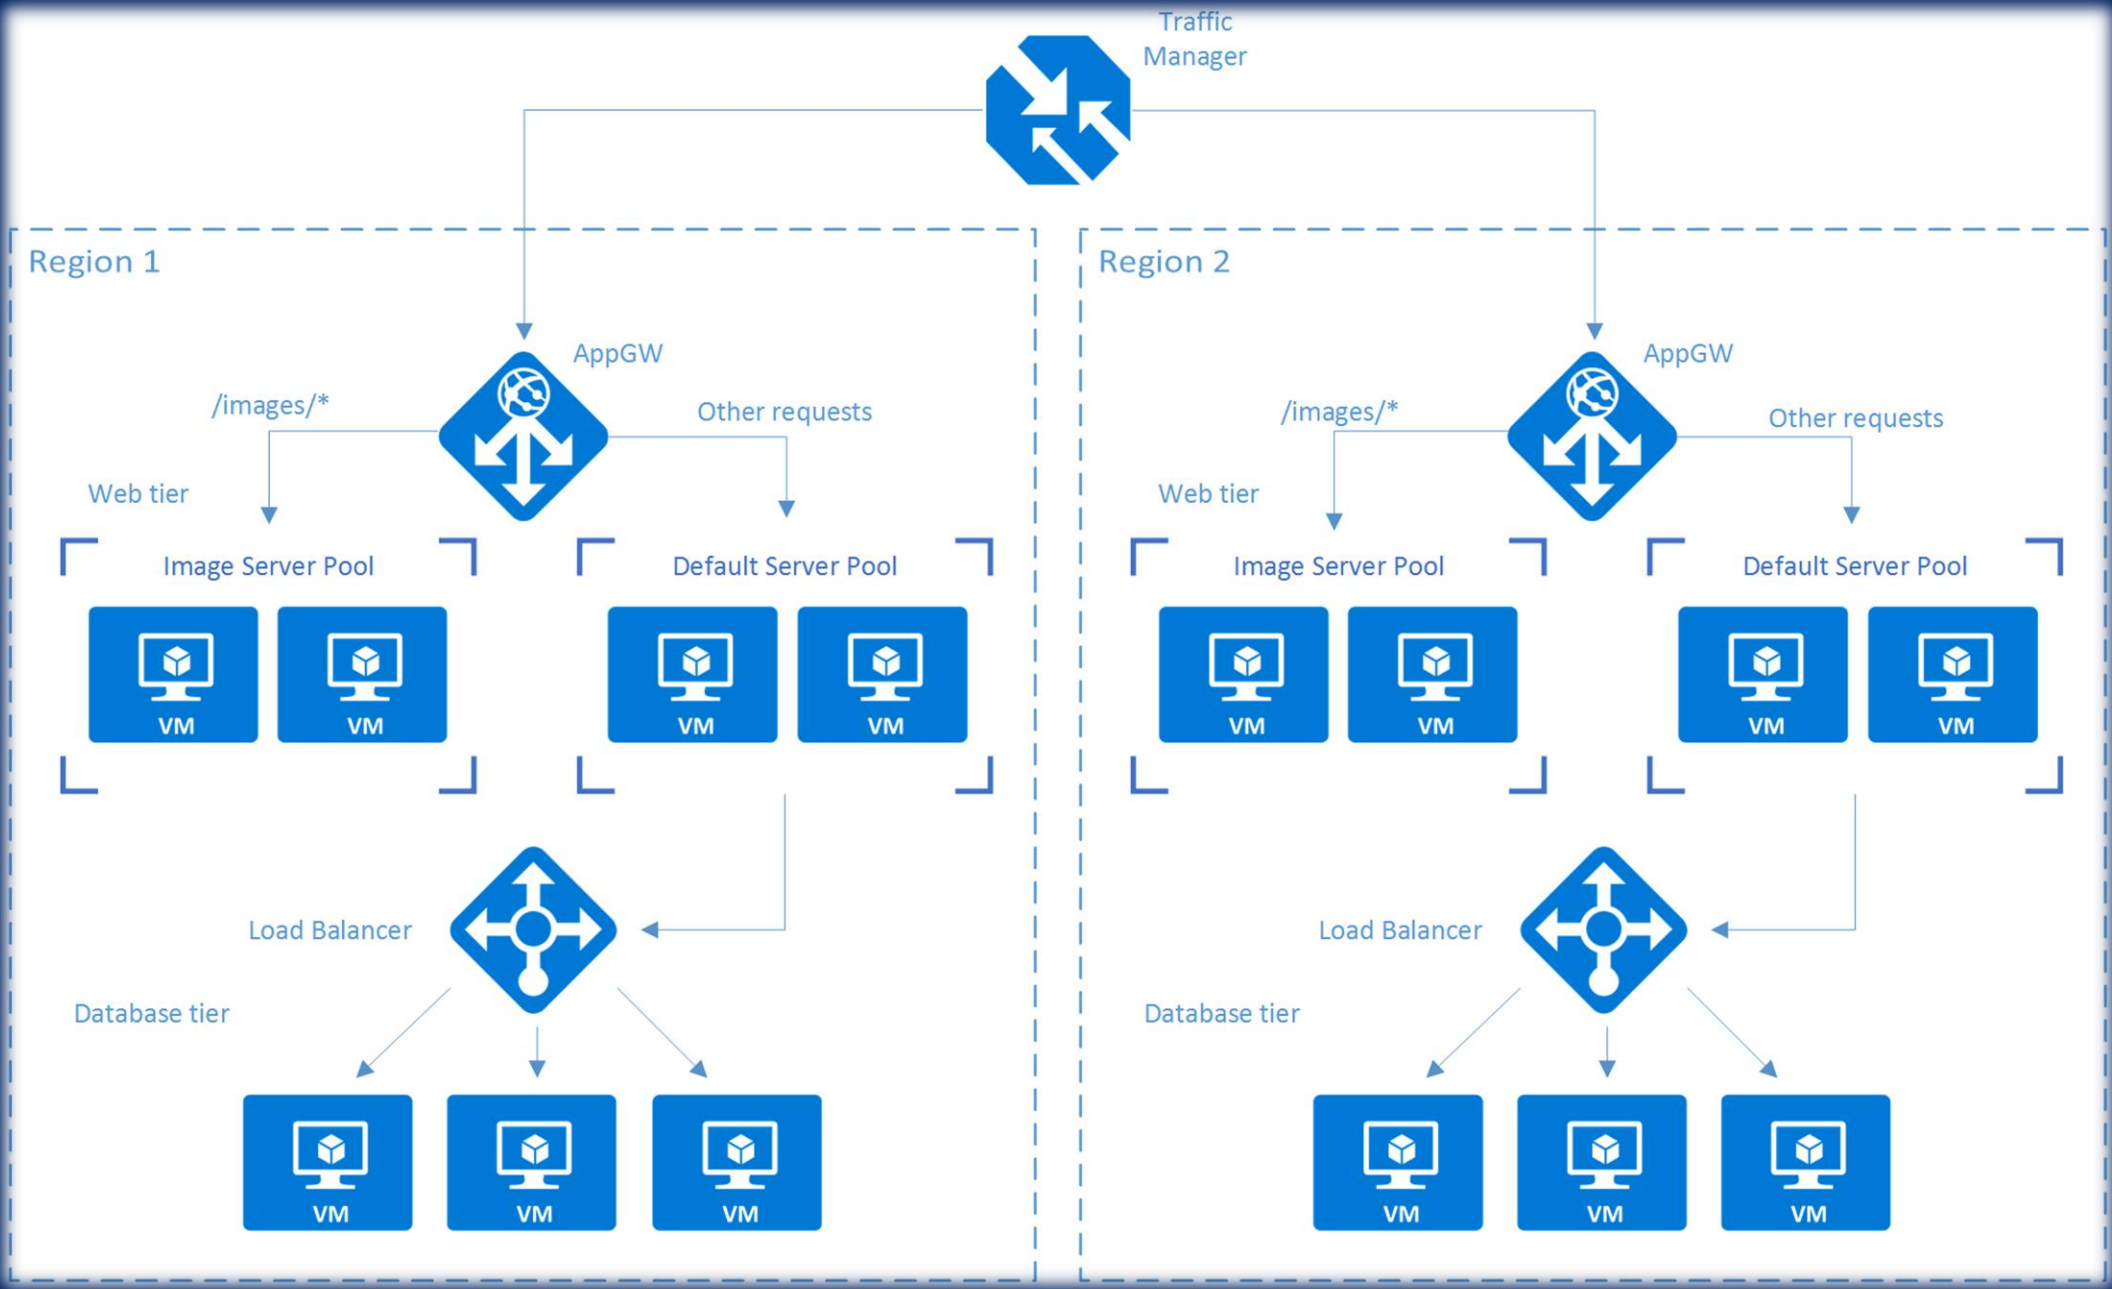 Traffic
Manager
Region 1
AppGW
/images/*
Other requests
Web tier
Image Server Pool
Default Server Pool
VM
VM
VM
VM
Load Balancer
Database tier
VM
VM
VM
Region 2
AppGW
/images/*
Other requests
Web tier
Image Server Pool
Default Server Pool
VM
VM
VM
VM
Load Balancer
Database tier
VM
VM
VM